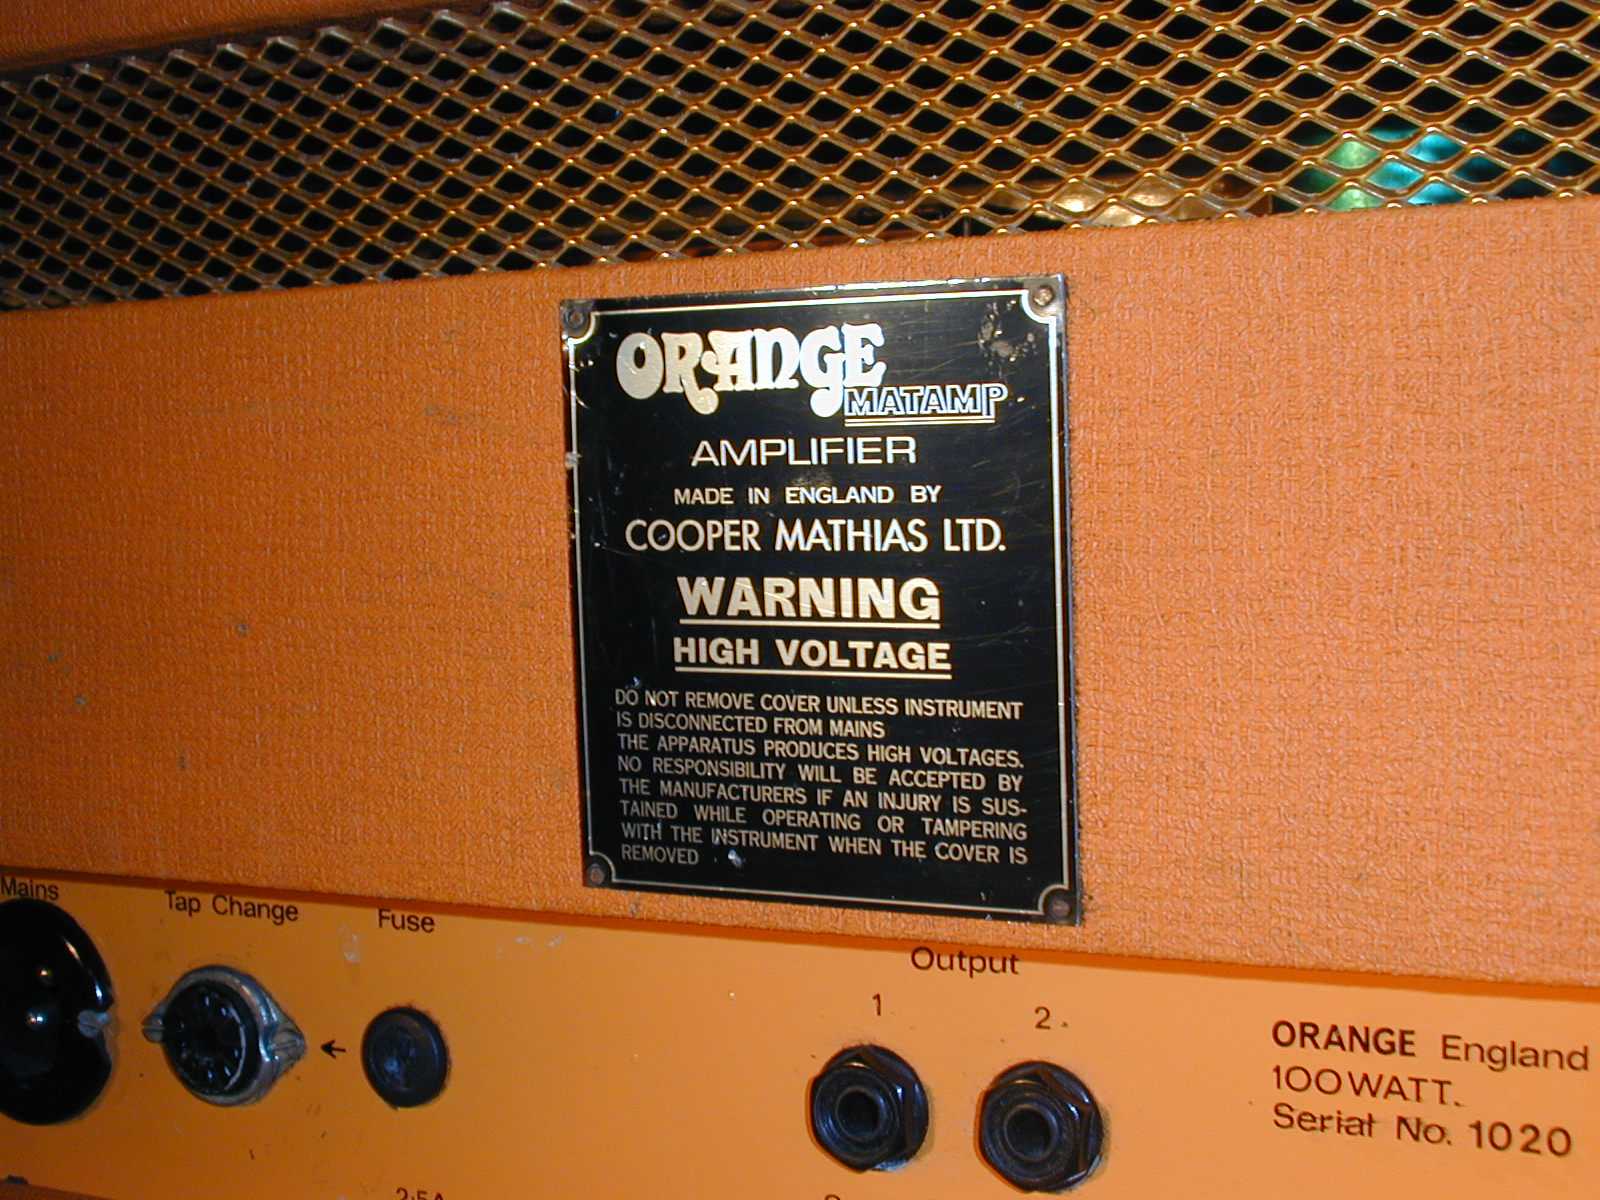 ORANGE
MATAMP
AMPLIFIER
MADE IN ENGLAND BY
COOPER MATHIAS LTD.
WARNING
HIGH VOLTAGE
DO NOT REMOVE COVER UNLESS INSTRUMENT
IS DISCONNECTED FROM MAINS
THE APPARATUS PRODUCES HIGH VOLTAGES.
NO RESPONSIBILITY WILL BE ACCEPTED BY
THE MANUFACTURERS IF AN INJURY IS SUS-
TAINED WHILE OPERATING OR TAMPERING
WITH THE INSTRUMENT WHEN THE COVER IS
REMOVED
Mains
Tap Change
Fuse
Output
1
2
ORANGE England
100WATT.
Serial No. 1020